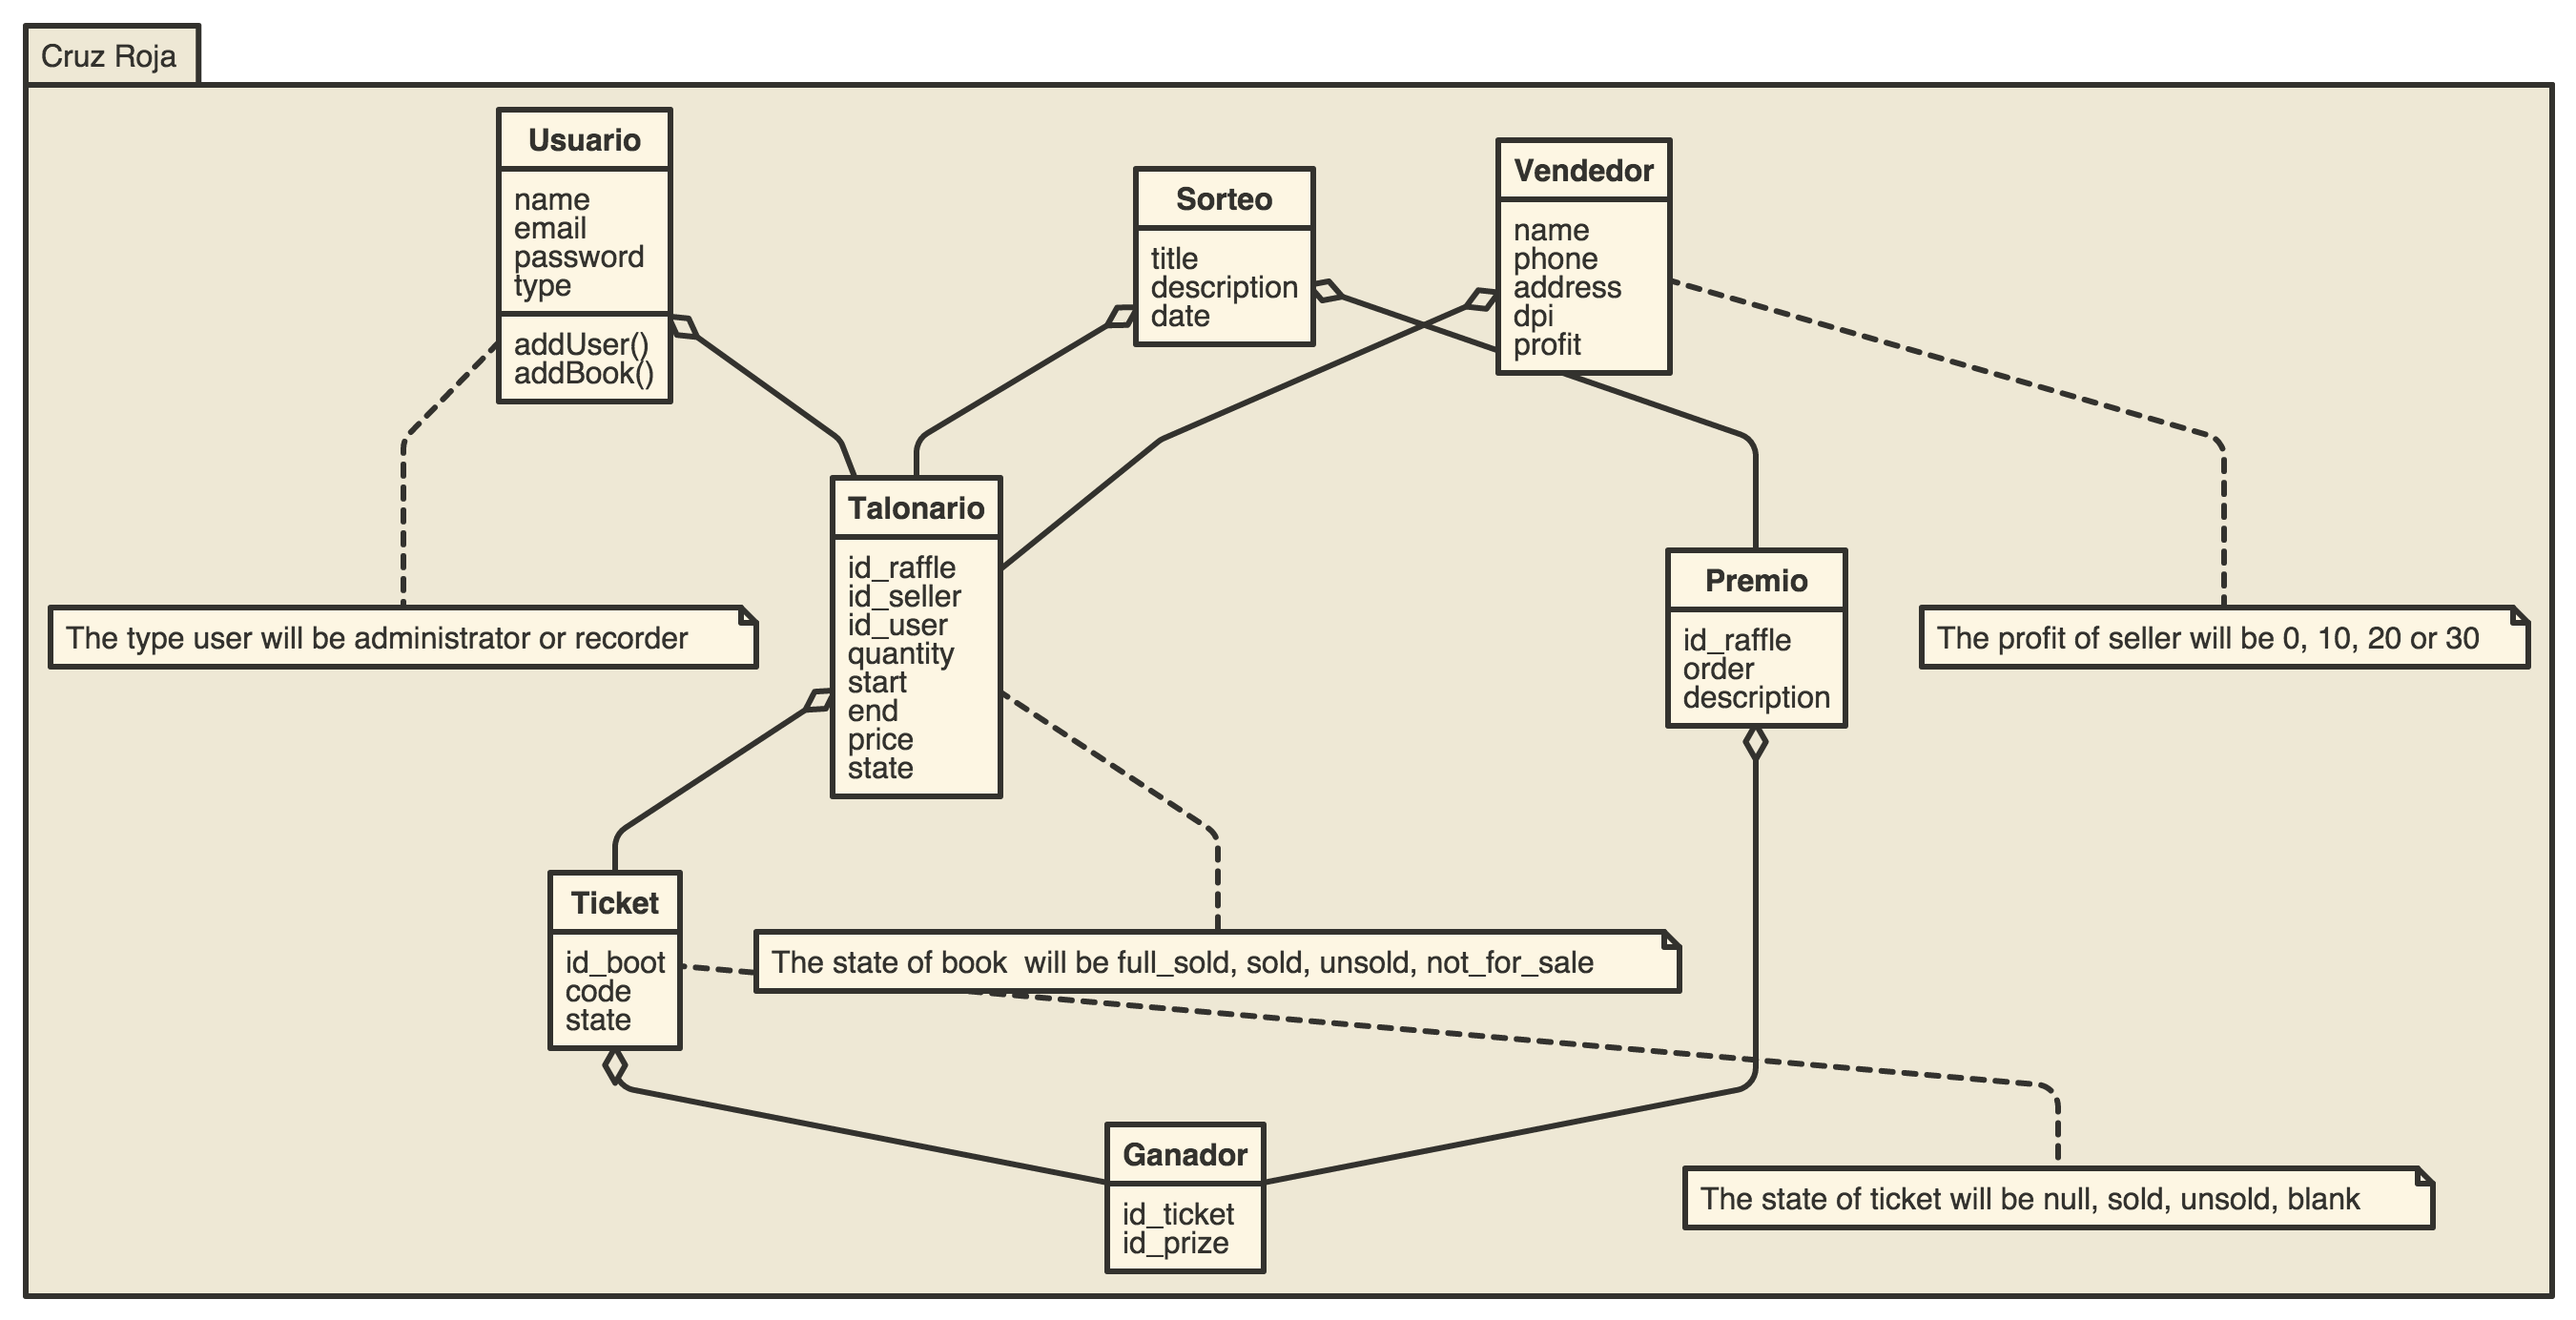 Cruz Roja
Usuario
name
email
password
type
addUser()
addBook()
Sorteo
title
description
date
Vendedor
name
phone
address
dpi
profit
Talonario
id_raffle
id_seller
id_user
quantity
start
end
price
state
The type user will be administrator or recorder
Premio
id_raffle
order
description
The profit of seller will be 0, 10, 20 or 30
Ticket
id_boot
code
state
The state of book  will be full_sold, sold, unsold, not_for_sale
Ganador
id_ticket
id_prize
The state of ticket will be null, sold, unsold, blank